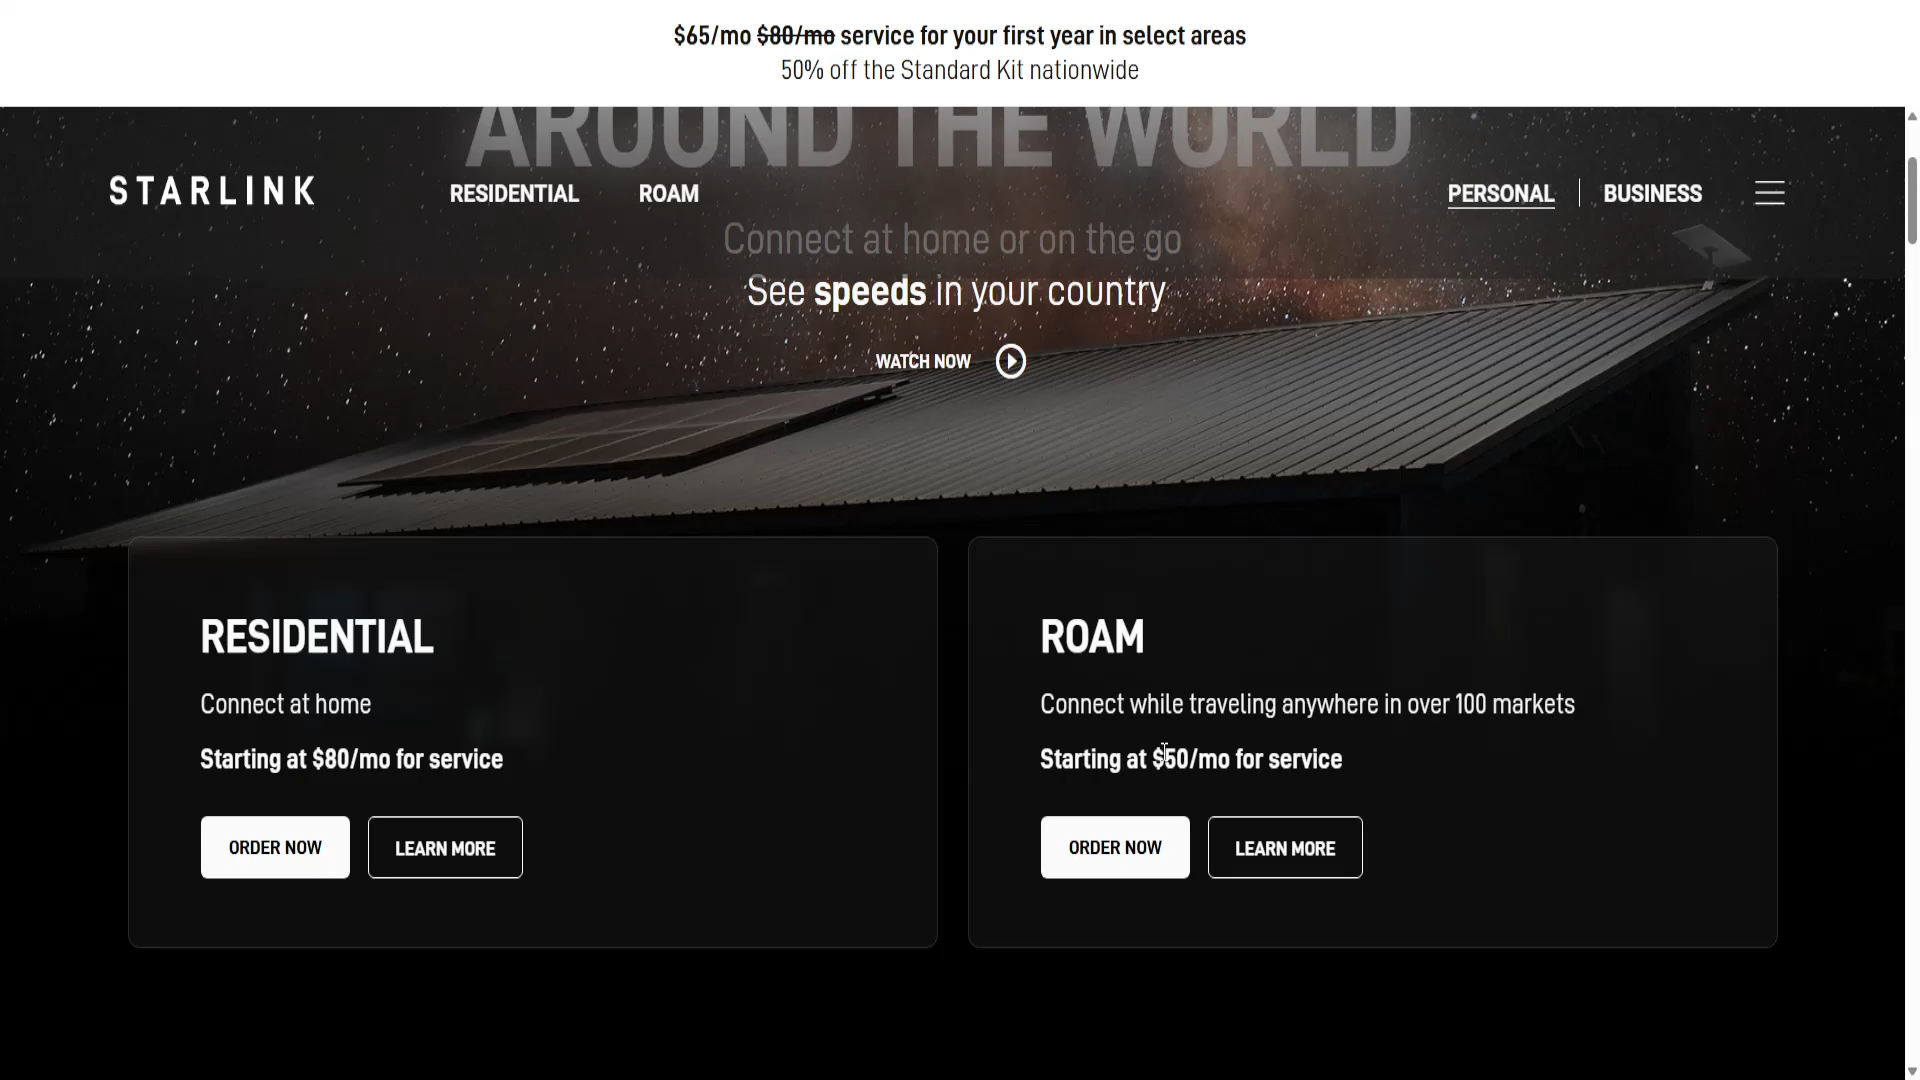 $65/mo $80/mo service for your first year in select areas
50% off the Standard Kit nationwide
AROUND THE WORLD
STARLINK
RESIDENTIAL
ROAM
PERSONAL
BUSINESS
Connect at home or on the go
See speeds in your country
WATCH NOW
RESIDENTIAL
Connect at home
Starting at $80/mo for service
ORDER NOW
LEARN MORE
ROAM
Connect while traveling anywhere in over 100 markets
Starting at $50/mo for service
ORDER NOW
LEARN MORE